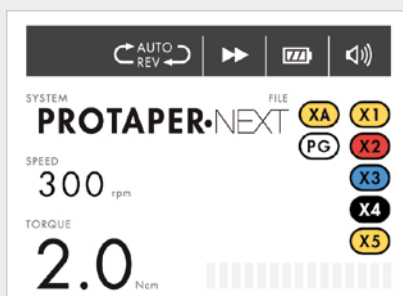 AUTO
REV
SYSTEM FILE
PROTAPER•NEXT XA X1
PG X2
SPEED
300 rpm X3
X4
TORQUE
X5
2.0 Ncm